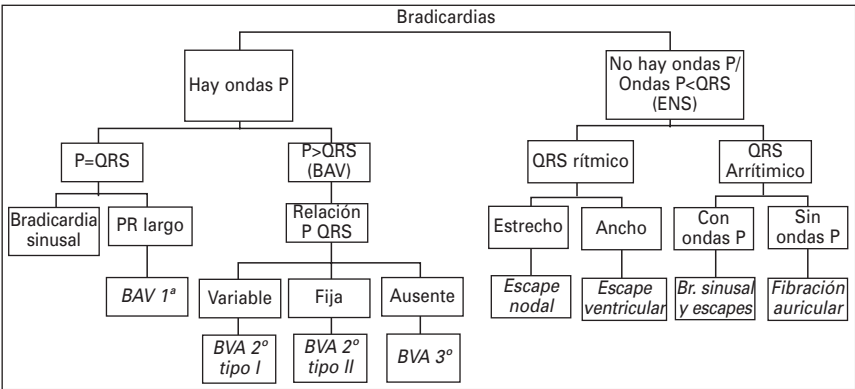 Bradicardias
Hay ondas P
No hay ondas P/
Ondas P<QRS
(ENS)
P=QRS
P>QRS
(BAV)
QRS rítmico
QRS
Arrítimico
Bradicardia
sinusal
PR largo
Relación
P QRS
Estrecho
Ancho
Con
ondas P
Sin
ondas P
BAV 1ª
Variable
Fija
Ausente
Escape
nodal
Escape
ventricular
Br. sinusal
y escapes
Fibración
auricular
BVA 2º
tipo I
BVA 2º
tipo II
BVA 3º